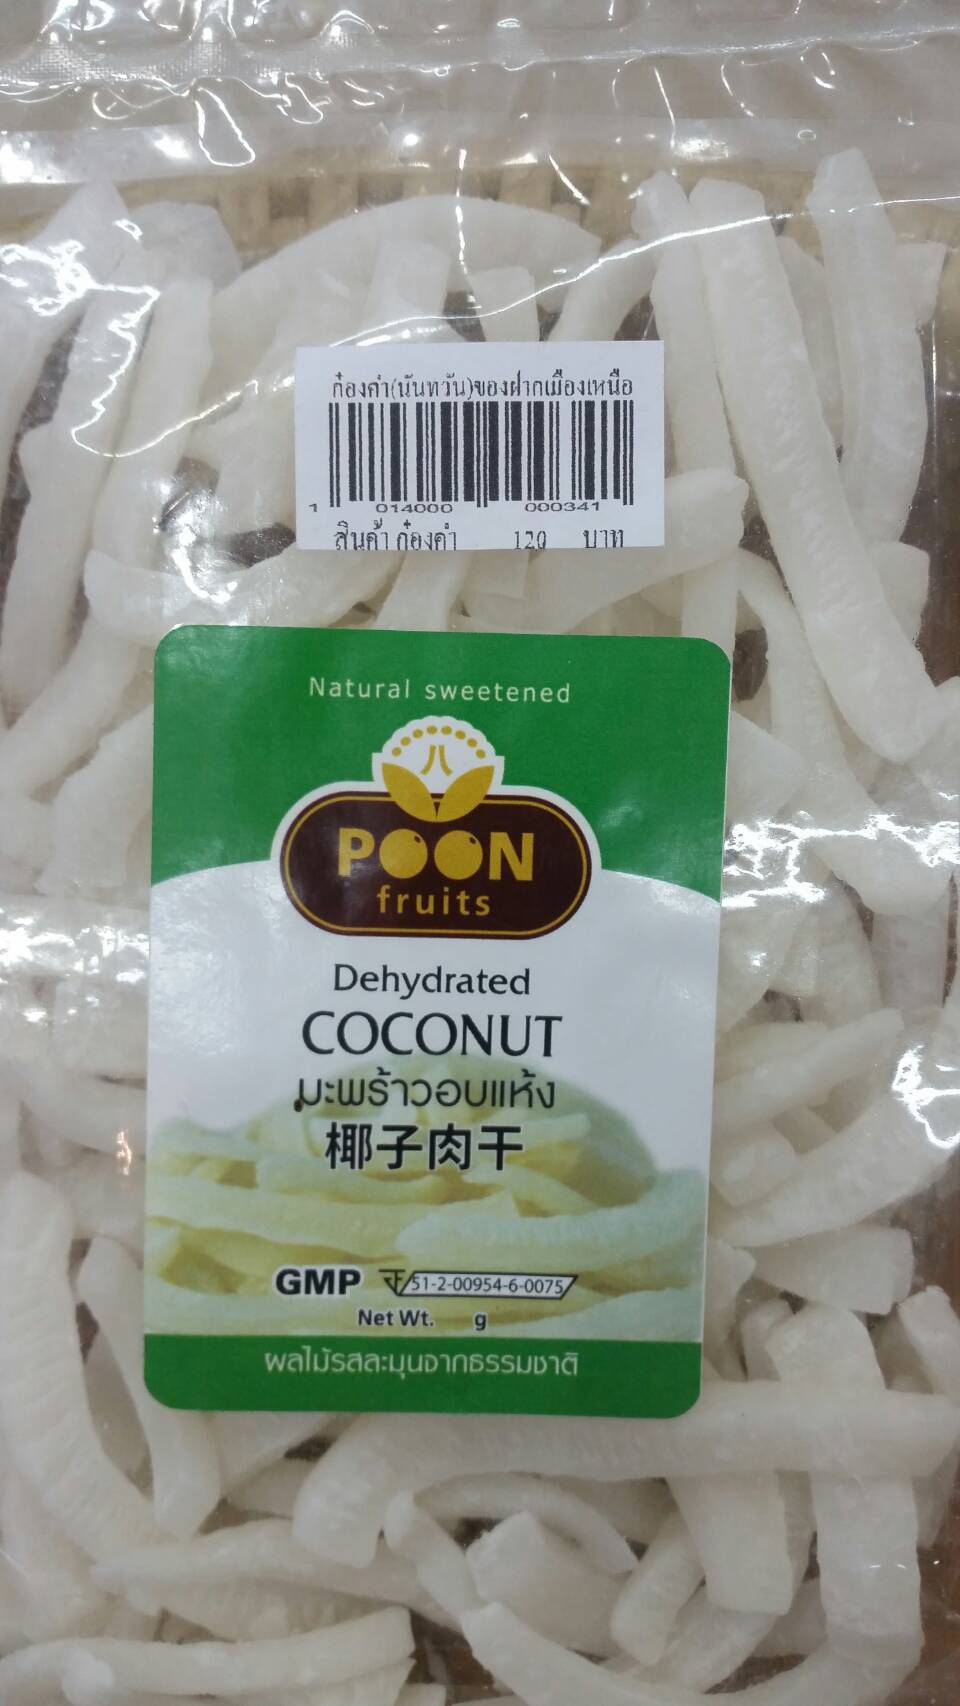 ก๋องคำ(นันทวัน)ของฝากเมืองเหนือ
1 014000 000341
สินค้า ก๋องคำ 120 บาท
Natural sweetened
POON
fruits
Dehydrated
COCONUT
มะพร้าวอบแห้ง
椰子肉干
GMP 51-2-00954-6-0075
Net Wt. g
ผลไม้รสละมุนจากธรรมชาติ